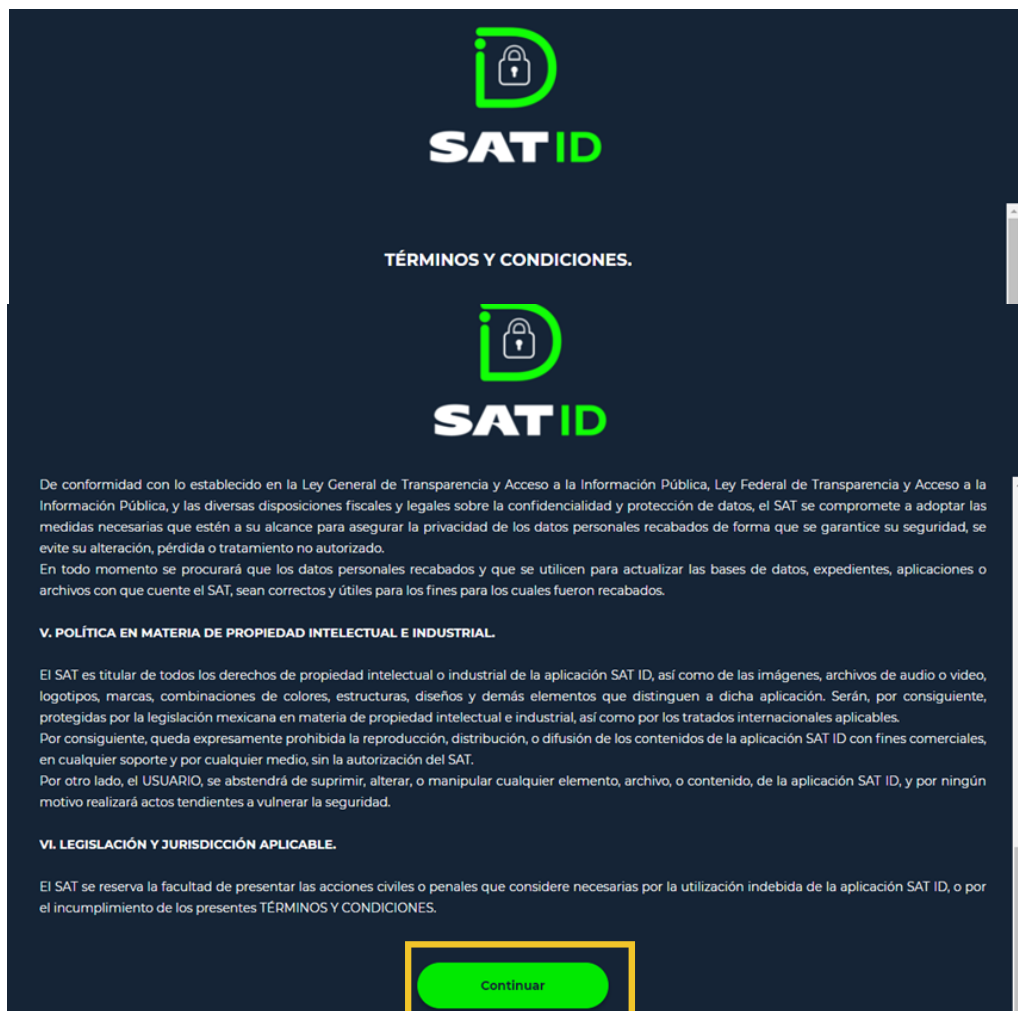 SAT ID
TÉRMINOS Y CONDICIONES.
SAT ID
De conformidad con lo establecido en la Ley General de Transparencia y Acceso a la Información Pública, Ley Federal de Transparencia y Acceso a la
Información Pública, y las diversas disposiciones fiscales y legales sobre la confidencialidad y protección de datos, el SAT se compromete a adoptar las
medidas necesarias que estén a su alcance para asegurar la privacidad de los datos personales recabados de forma que se garantice su seguridad, se
evite su alteración, pérdida o tratamiento no autorizado.
En todo momento se procurará que los datos personales recabados y que se utilicen para actualizar las bases de datos, expedientes, aplicaciones o
archivos con que cuente el SAT, sean correctos y útiles para los fines para los cuales fueron recabados.
V. POLÍTICA EN MATERIA DE PROPIEDAD INTELECTUAL E INDUSTRIAL.
El SAT es titular de todos los derechos de propiedad intelectual o industrial de la aplicación SAT ID, así como de las imágenes, archivos de audio o video,
logotipos, marcas, combinaciones de colores, estructuras, diseños y demás elementos que distinguen a dicha aplicación. Serán, por consiguiente,
protegidas por la legislación mexicana en materia de propiedad intelectual e industrial, así como por los tratados internacionales aplicables.
Por consiguiente, queda expresamente prohibida la reproducción, distribución, o difusión de los contenidos de la aplicación SAT ID con fines comerciales,
en cualquier soporte y por cualquier medio, sin la autorización del SAT.
Por otro lado, el USUARIO, se abstendrá de suprimir, alterar, o manipular cualquier elemento, archivo, o contenido, de la aplicación SAT ID, y por ningún
motivo realizará actos tendientes a vulnerar la seguridad.
VI. LEGISLACIÓN Y JURISDICCIÓN APLICABLE.
El SAT se reserva la facultad de presentar las acciones civiles o penales que considere necesarias por la utilización indebida de la aplicación SAT ID, o por
el incumplimiento de los presentes TÉRMINOS Y CONDICIONES.
Continuar